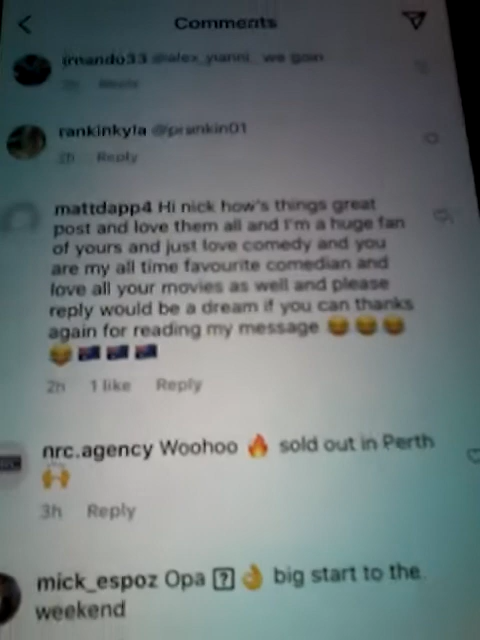 Comments
@alex_yianni we goin
2h Reply
rankinkyla @prankin01
2h Reply
mattdapp4 Hi nick how's things great
post and love them all and I'm a huge fan
of yours and just love comedy and you
are my all time favourite comedian and
love all your movies as well and please
reply would be a dream if you can thanks
again for reading my message 😂 😂 😂
😂 🇦🇺 🇦🇺 🇦🇺
2h 1 like Reply
nrc.agency Woohoo 🔥 sold out in Perth
🙌
3h Reply
mick_espoz Opa ⍰ 👌 big start to the
weekend